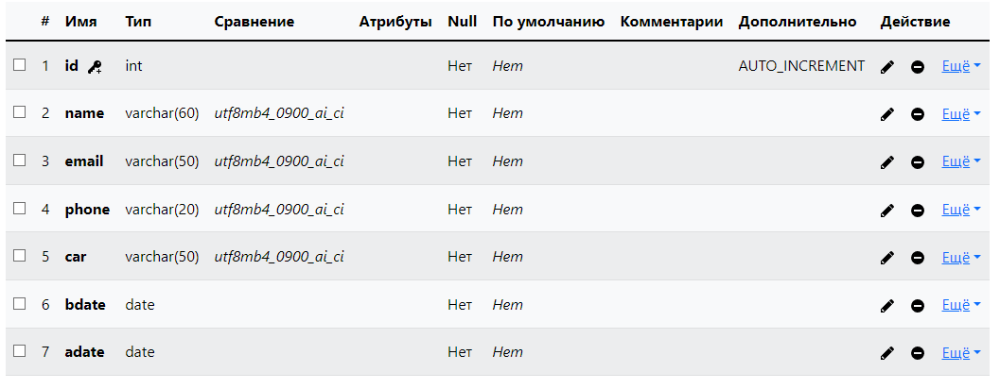 # Имя Тип Сравнение Атрибуты Null По умолчанию Комментарии Дополнительно Действие
1 id int Нет Нет AUTO_INCREMENT Ещё
2 name varchar(60) utf8mb4_0900_ai_ci Нет Нет Ещё
3 email varchar(50) utf8mb4_0900_ai_ci Нет Нет Ещё
4 phone varchar(20) utf8mb4_0900_ai_ci Нет Нет Ещё
5 car varchar(50) utf8mb4_0900_ai_ci Нет Нет Ещё
6 bdate date Нет Нет Ещё
7 adate date Нет Нет Ещё